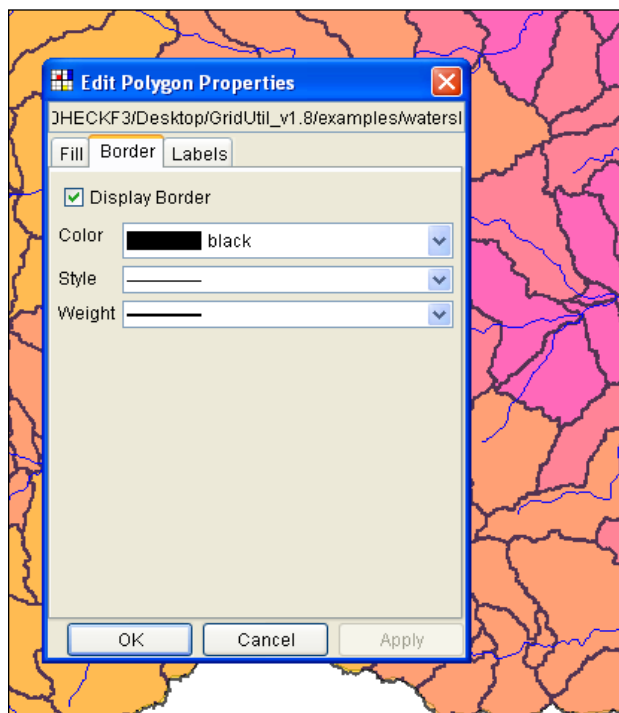 Edit Polygon Properties
OHECKF3/Desktop/GridUtil_v1.8/examples/watersl
Fill Border Labels
Display Border
Color black
Style
Weight
OK Cancel Apply